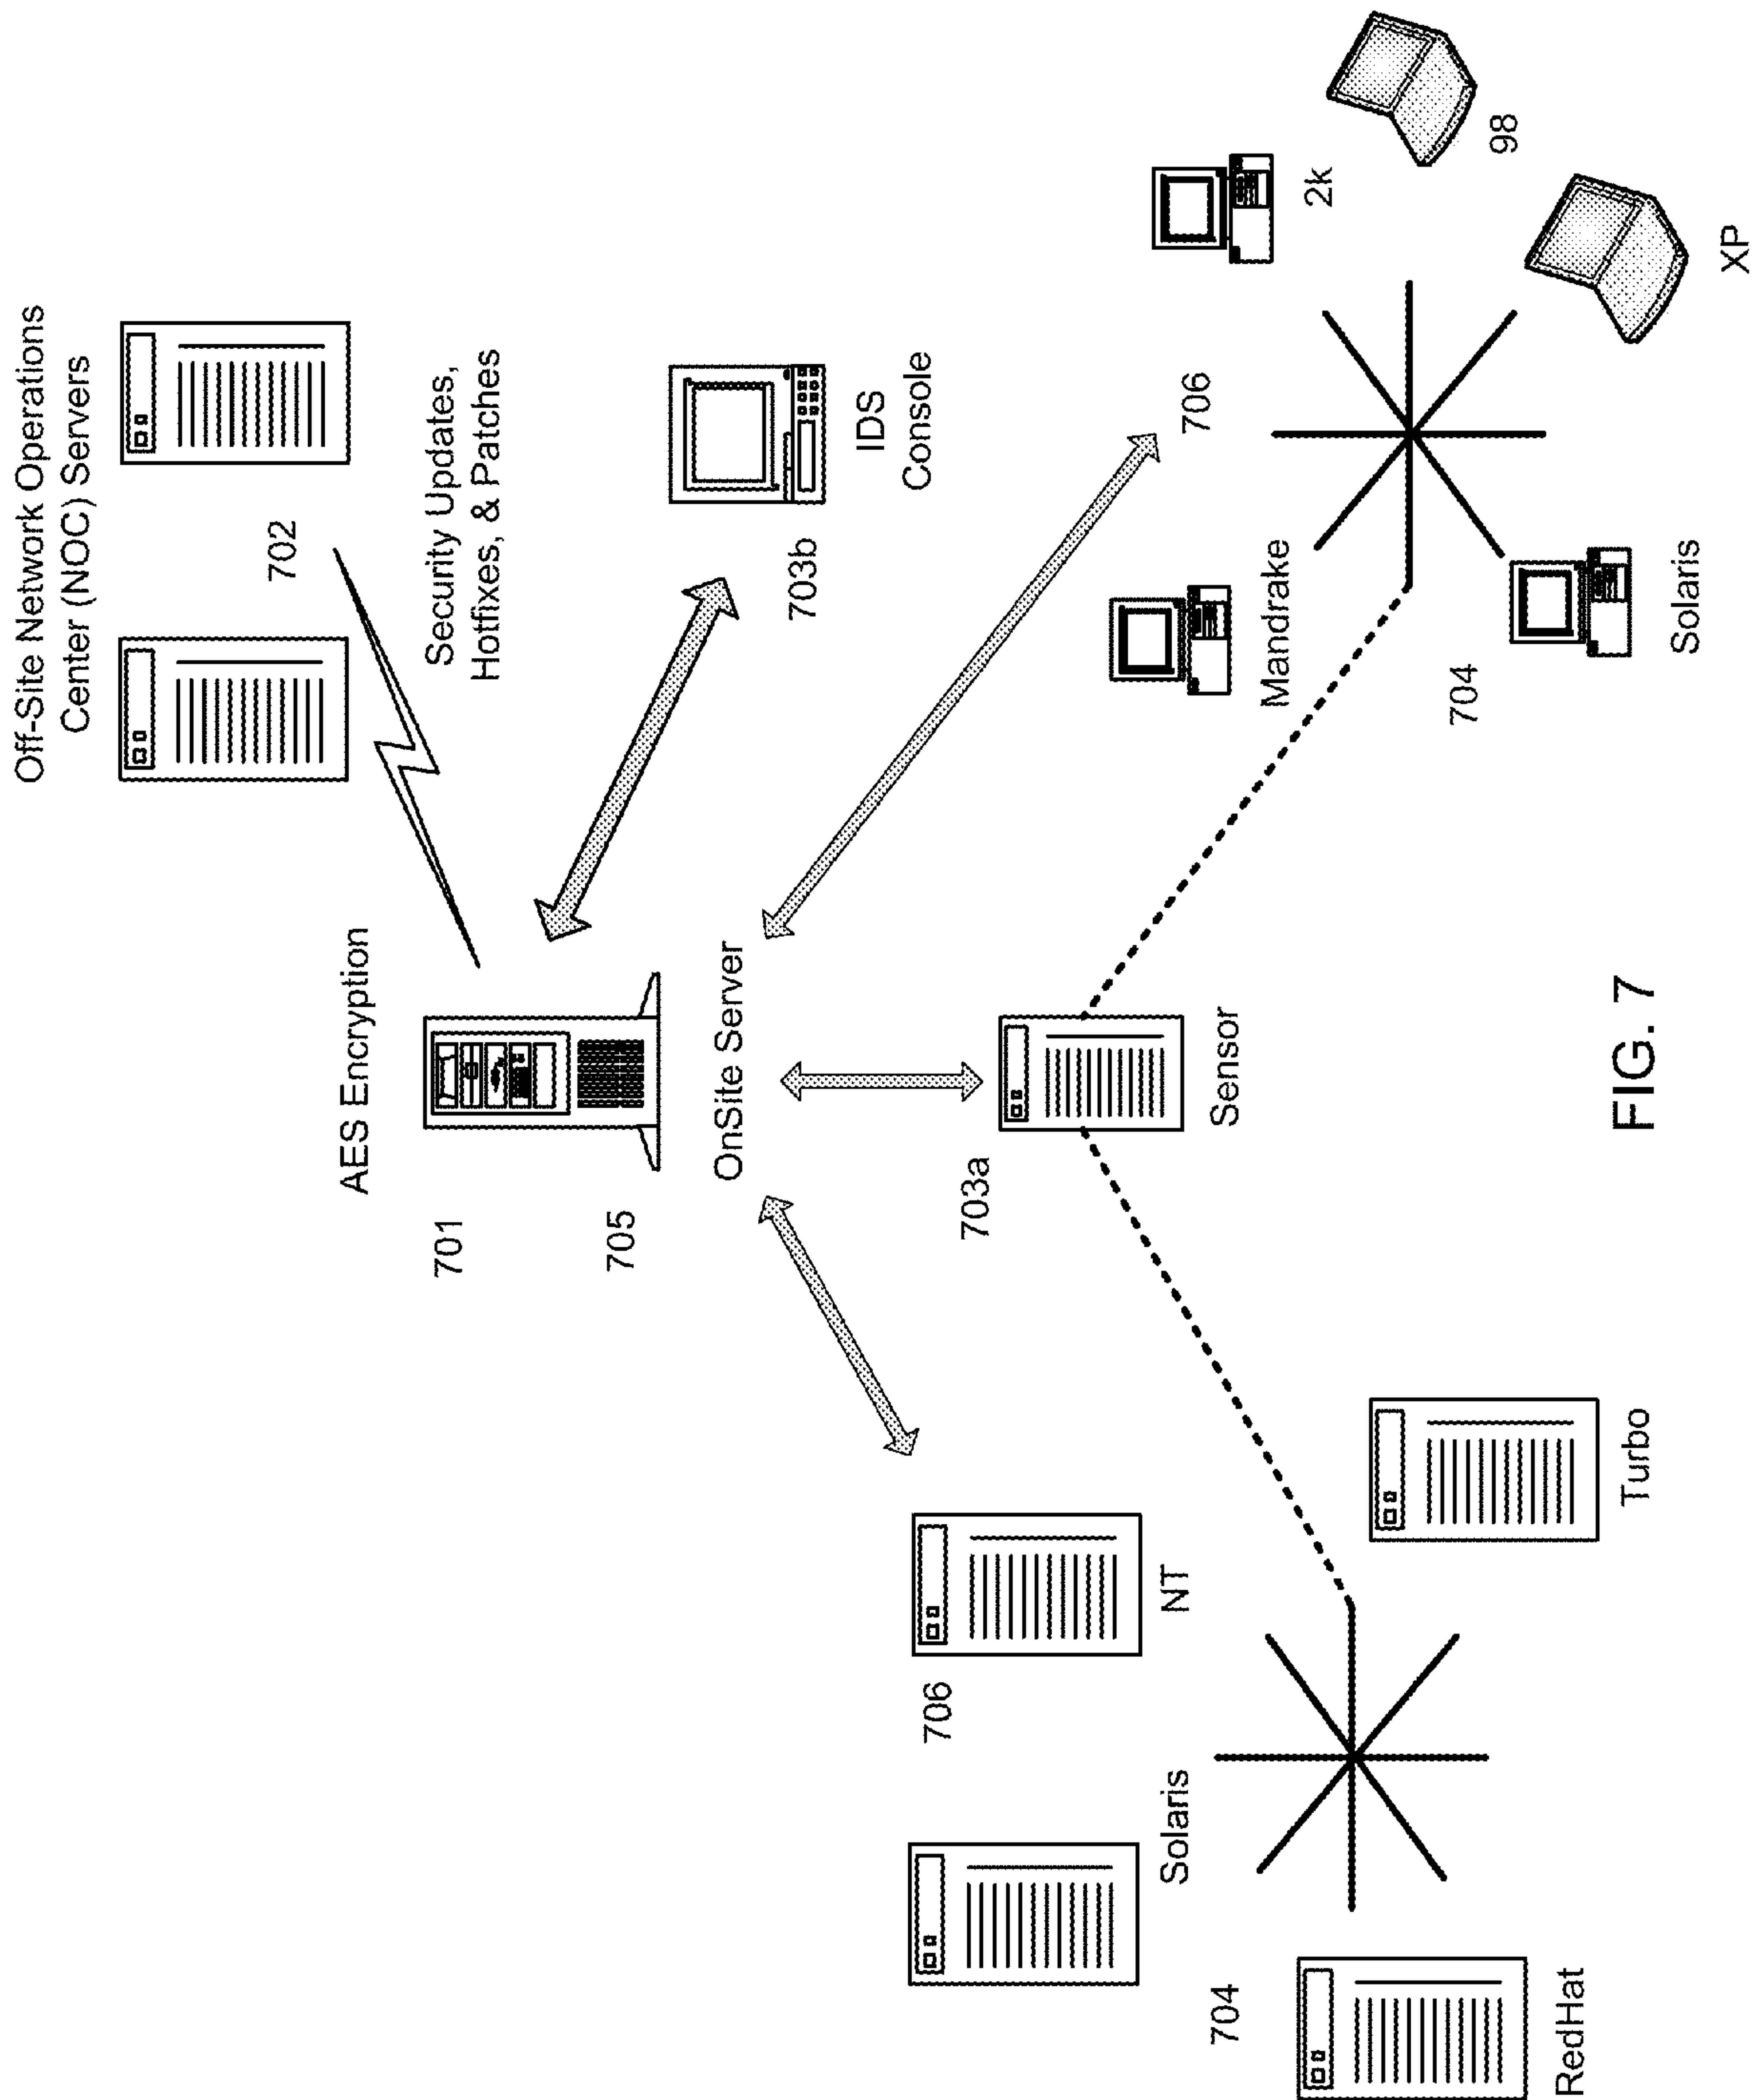 Off-Site Network Operations
Center (NOC) Servers
702
Security Updates,
Hotfixes, & Patches
AES Encryption
701
705
OnSite Server
703b
IDS
Console
703a
Sensor
706
NT
Solaris
704
RedHat
Turbo
706
Mandrake
2k
98
704
Solaris
XP
FIG. 7